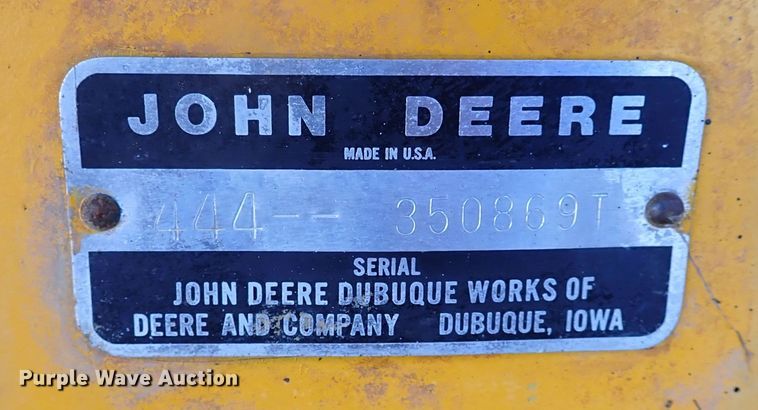 JOHN DEERE
MADE IN U.S.A.
444-- 350869T
SERIAL
JOHN DEERE DUBUQUE WORKS OF
DEERE AND COMPANY DUBUQUE, IOWA
Purple Wave Auction